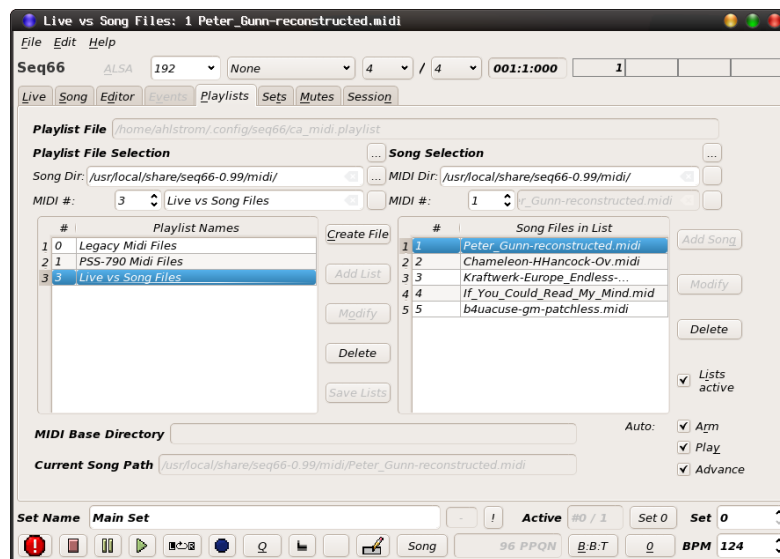 Live vs Song Files: 1 Peter_Gunn-reconstructed.midi
File Edit Help
Seq66 ALSA 192 None 4 / 4 001:1:000 1
Live Song Editor Events Playlists Sets Mutes Session
Playlist File /home/ahlstrom/.config/seq66/ca_midi.playlist
Playlist File Selection ... Song Selection ...
Song Dir: /usr/local/share/seq66-0.99/midi/ ... MIDI Dir: /usr/local/share/seq66-0.99/midi/
MIDI #: 3 Live vs Song Files MIDI #: 1 er_Gunn-reconstructed.midi
# Playlist Names Create File # Song Files in List
1 0 Legacy Midi Files 1 1 Peter_Gunn-reconstructed.midi Add Song
2 1 PSS-790 Midi Files 2 2 Chameleon-HHancock-Ov.midi
3 3 Live vs Song Files Add List 3 3 Kraftwerk-Europe_Endless-...
4 4 If_You_Could_Read_My_Mind.mid Modify
Modify 5 5 b4uacuse-gm-patchless.midi
Delete
Delete
Lists active
Save Lists
MIDI Base Directory Auto: Arm
Play
Current Song Path /usr/local/share/seq66-0.99/midi/Peter_Gunn-reconstructed.midi Advance
Set Name Main Set - ! Active #0 / 1 Set 0 Set 0
Q Song 96 PPQN B:B:T 0 BPM 124